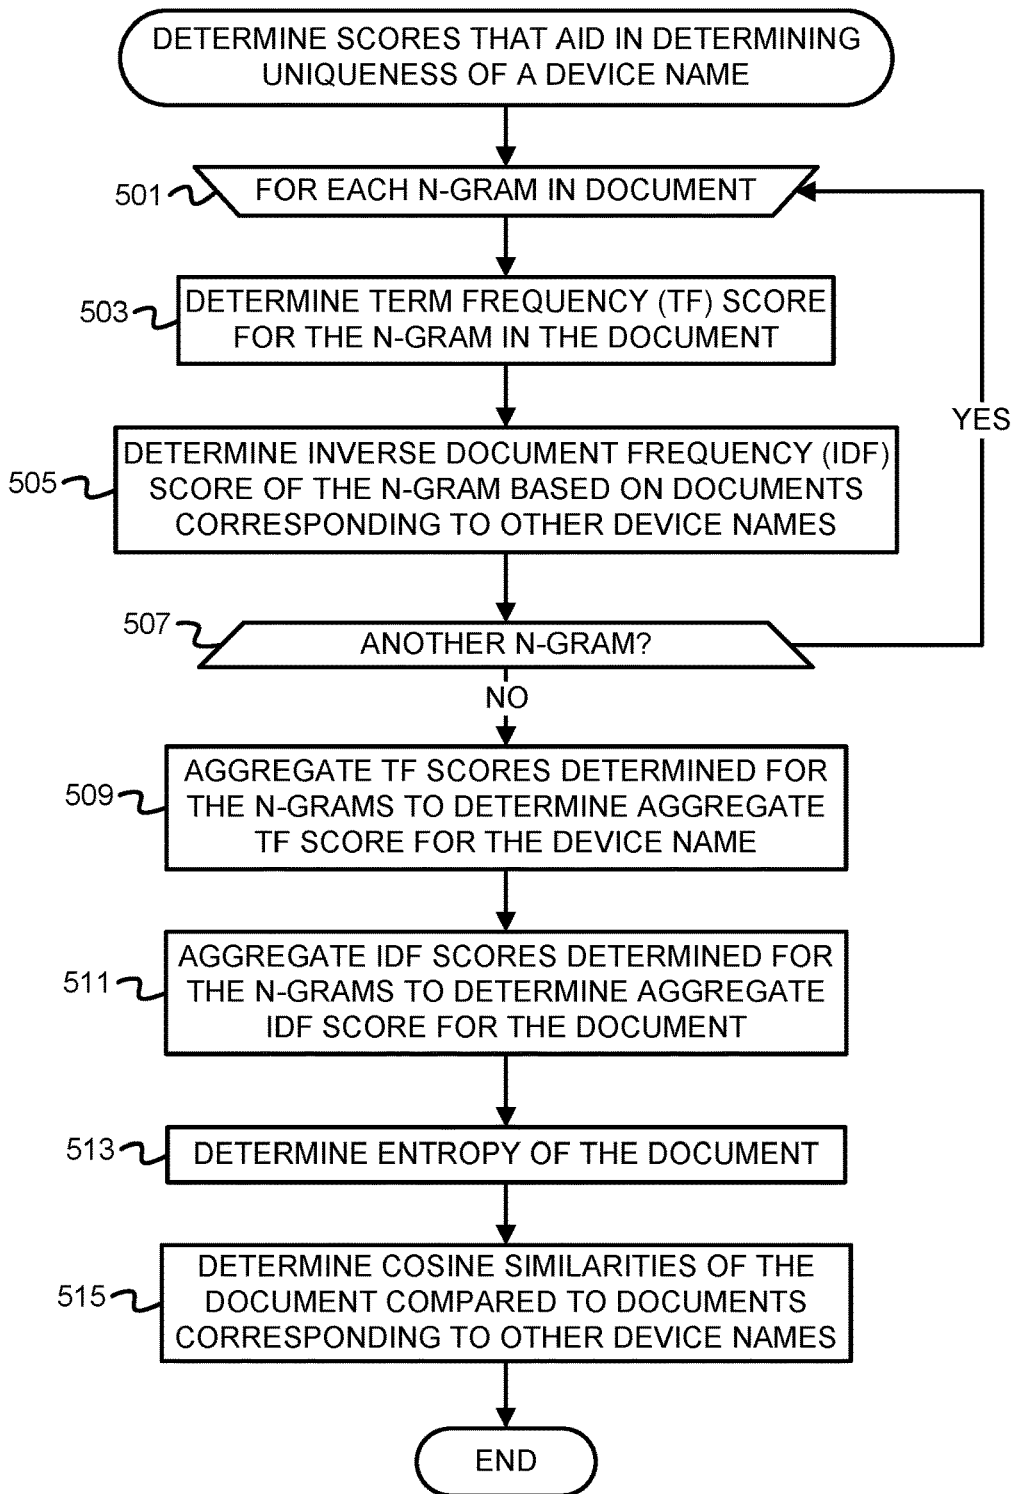 DETERMINE SCORES THAT AID IN DETERMINING
UNIQUENESS OF A DEVICE NAME
501
FOR EACH N-GRAM IN DOCUMENT
503
DETERMINE TERM FREQUENCY (TF) SCORE
FOR THE N-GRAM IN THE DOCUMENT
YES
505
DETERMINE INVERSE DOCUMENT FREQUENCY (IDF)
SCORE OF THE N-GRAM BASED ON DOCUMENTS
CORRESPONDING TO OTHER DEVICE NAMES
507
ANOTHER N-GRAM?
NO
509
AGGREGATE TF SCORES DETERMINED FOR
THE N-GRAMS TO DETERMINE AGGREGATE
TF SCORE FOR THE DEVICE NAME
511
AGGREGATE IDF SCORES DETERMINED FOR
THE N-GRAMS TO DETERMINE AGGREGATE
IDF SCORE FOR THE DOCUMENT
513
DETERMINE ENTROPY OF THE DOCUMENT
515
DETERMINE COSINE SIMILARITIES OF THE
DOCUMENT COMPARED TO DOCUMENTS
CORRESPONDING TO OTHER DEVICE NAMES
END